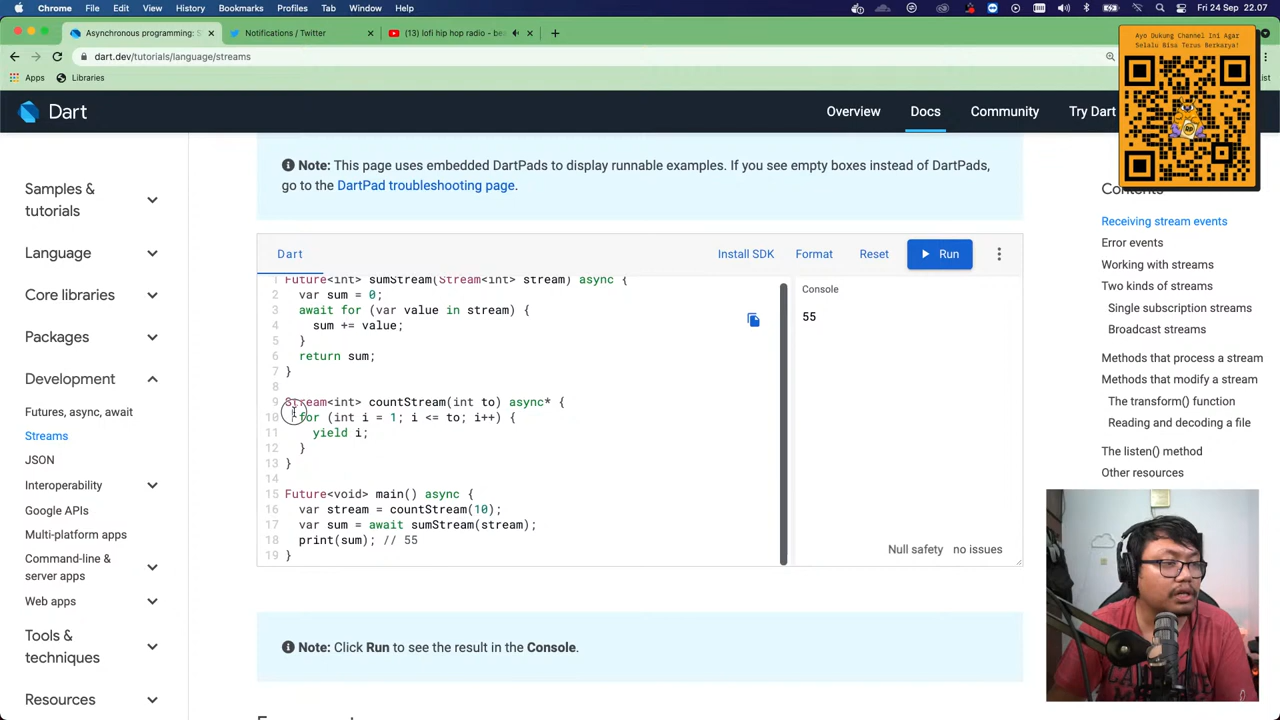 Chrome File Edit View History Bookmarks Profiles Tab Window Help
Fri 24 Sep 22.07
Asynchronous programming: S
Notifications / Twitter
(13) lofi hip hop radio - bea
dart.dev/tutorials/language/streams
Apps Libraries
Ayo Dukung Channel Ini Agar
Selalu Bisa Terus Berkarya!
Dart
Overview Docs Community Try Dart
Samples &
tutorials
Language
Core libraries
Packages
Development
Futures, async, await
Streams
JSON
Interoperability
Google APIs
Multi-platform apps
Command-line &
server apps
Web apps
Tools &
techniques
Resources
Note: This page uses embedded DartPads to display runnable examples. If you see empty boxes instead of DartPads,
go to the DartPad troubleshooting page.
Dart Install SDK Format Reset Run
1 Future<int> sumStream(Stream<int> stream) async {
2 var sum = 0;
3 await for (var value in stream) {
4 sum += value;
5 }
6 return sum;
7 }
8
9 Stream<int> countStream(int to) async* {
10 for (int i = 1; i <= to; i++) {
11 yield i;
12 }
13 }
14
15 Future<void> main() async {
16 var stream = countStream(10);
17 var sum = await sumStream(stream);
18 print(sum); // 55
19 }
Console
55
Null safety no issues
Note: Click Run to see the result in the Console.
Contents
Receiving stream events
Error events
Working with streams
Two kinds of streams
Single subscription streams
Broadcast streams
Methods that process a stream
Methods that modify a stream
The transform() function
Reading and decoding a file
The listen() method
Other resources